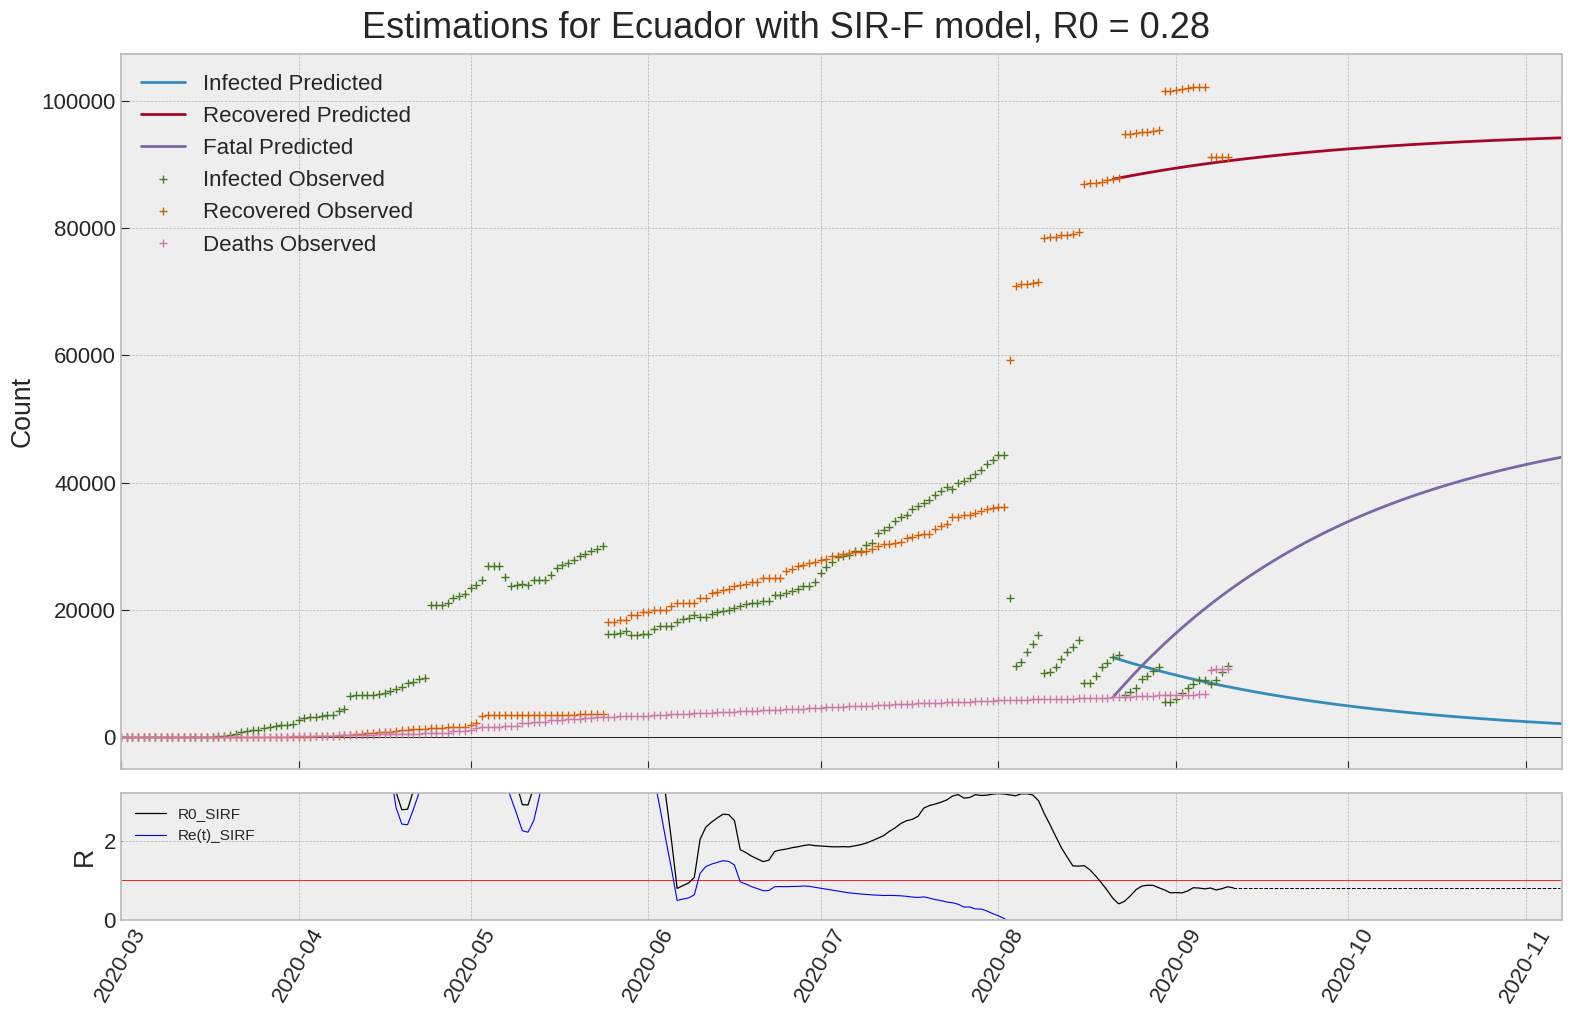 Estimations for Ecuador with SIR-F model, R0 = 0.28
Infected Predicted
Recovered Predicted
Fatal Predicted
Infected Observed
Recovered Observed
Deaths Observed
100000
80000
60000
40000
20000
0
Count
R0_SIRF
Re(t)_SIRF
2
0
R
2020-03
2020-04
2020-05
2020-06
2020-07
2020-08
2020-09
2020-10
2020-11